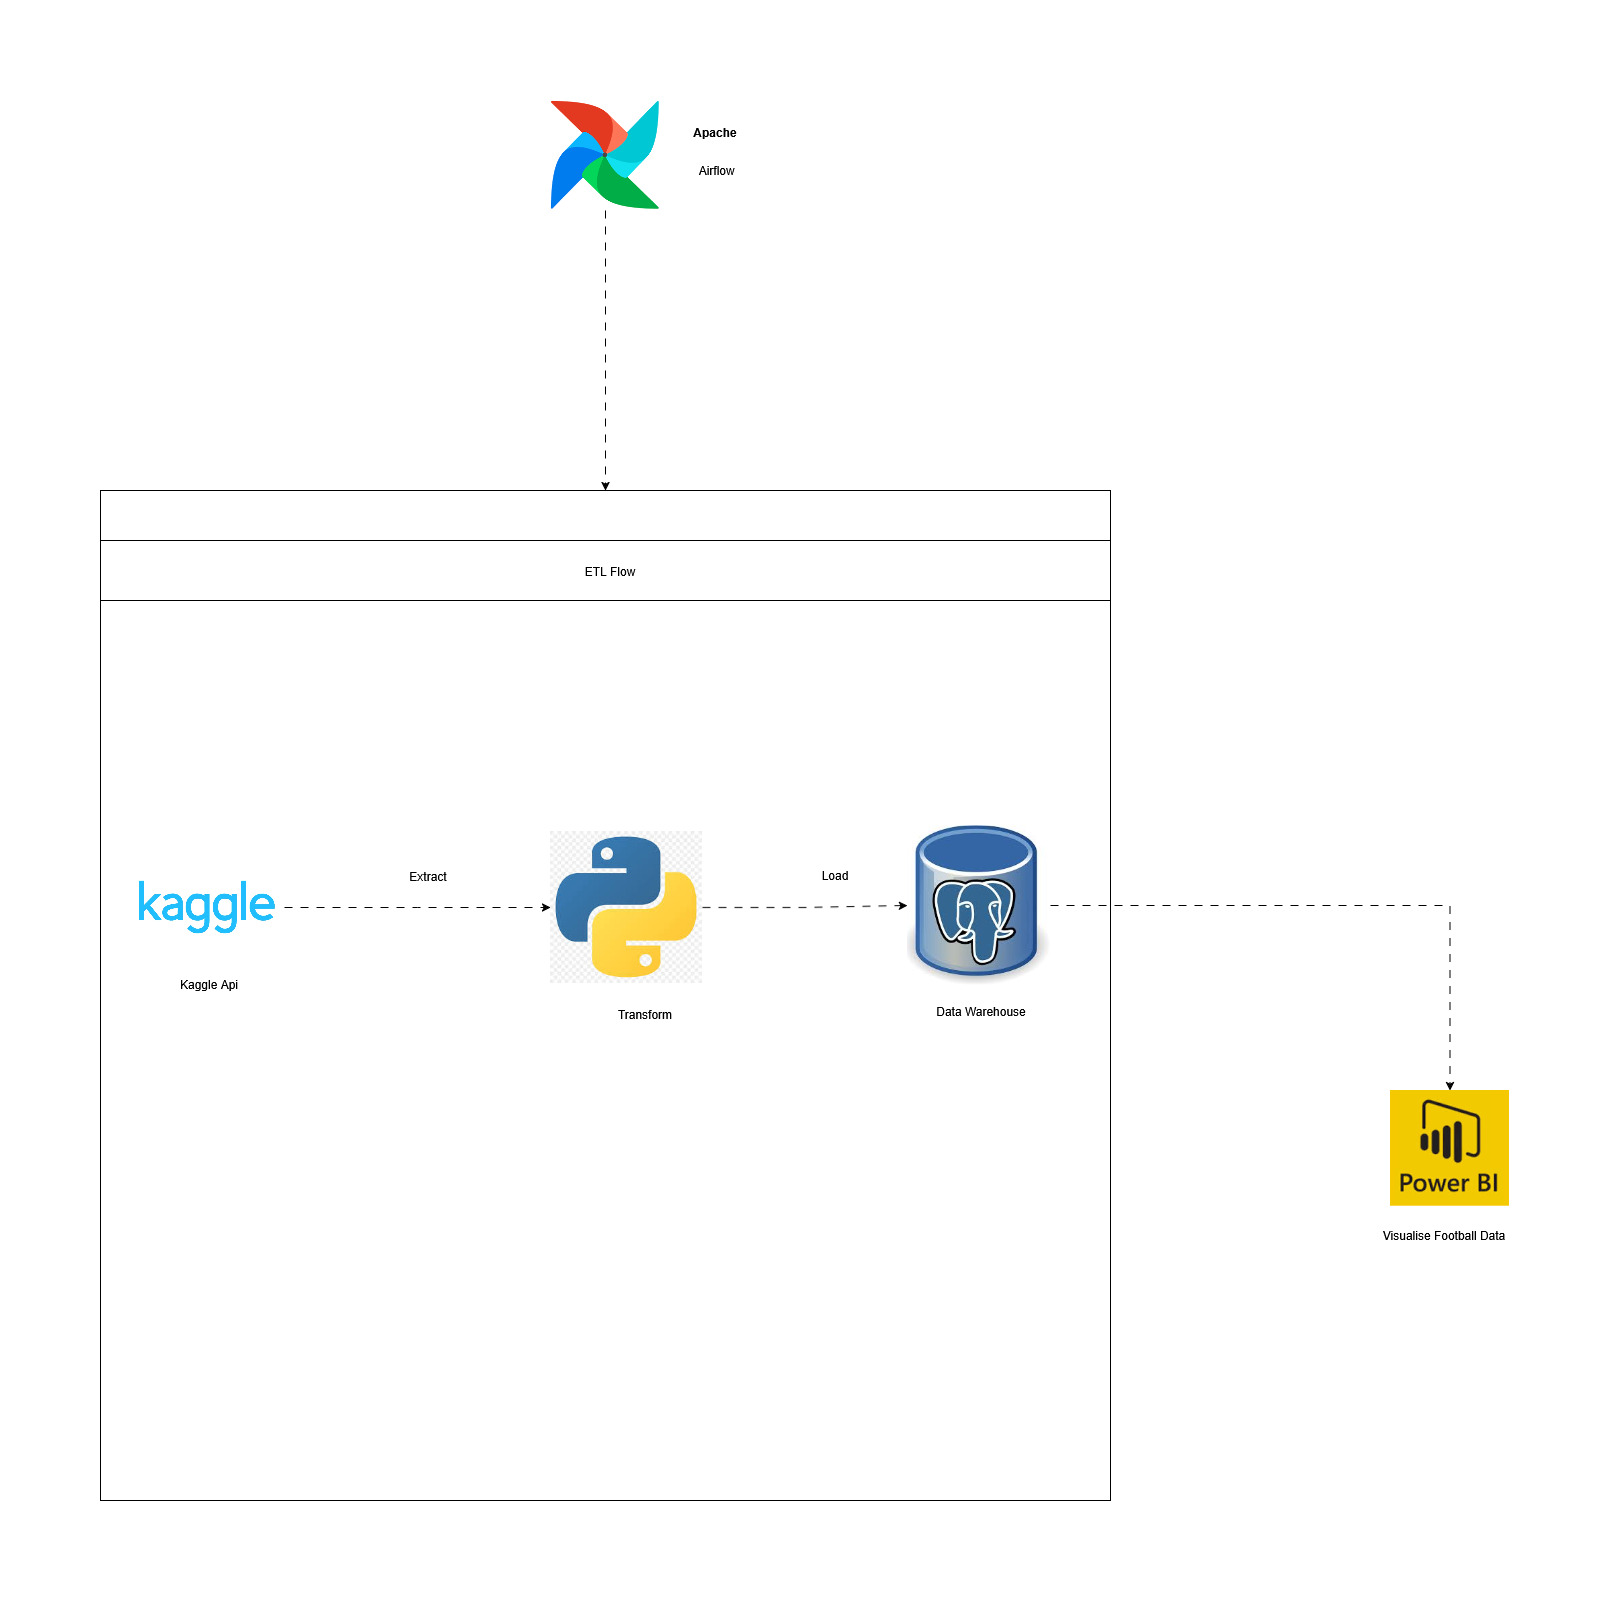 Apache
Airflow
ETL Flow
Extract
Load
kaggle
Kaggle Api
Transform
Data Warehouse
Power BI
Visualise Football Data